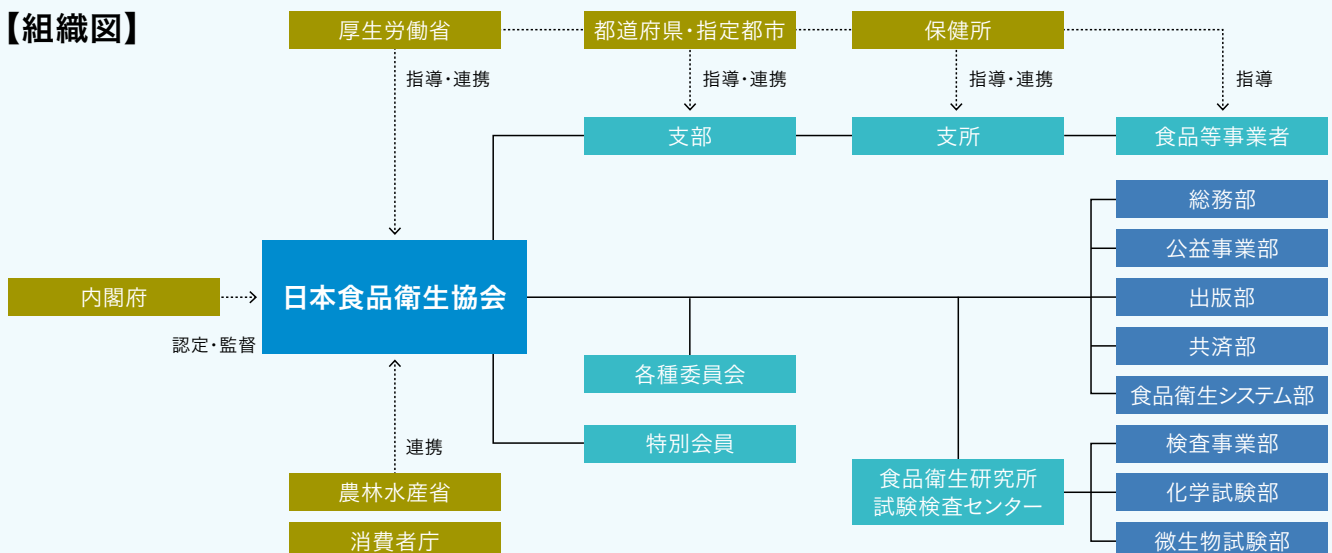 【組織図】
厚生労働省
都道府県・指定都市
保健所
指導・連携
指導・連携
指導・連携
指導
支部
支所
食品等事業者
総務部
公益事業部
内閣府
日本食品衛生協会
出版部
認定・監督
共済部
各種委員会
食品衛生システム部
特別会員
検査事業部
連携
農林水産省
食品衛生研究所
試験検査センター
化学試験部
消費者庁
微生物試験部